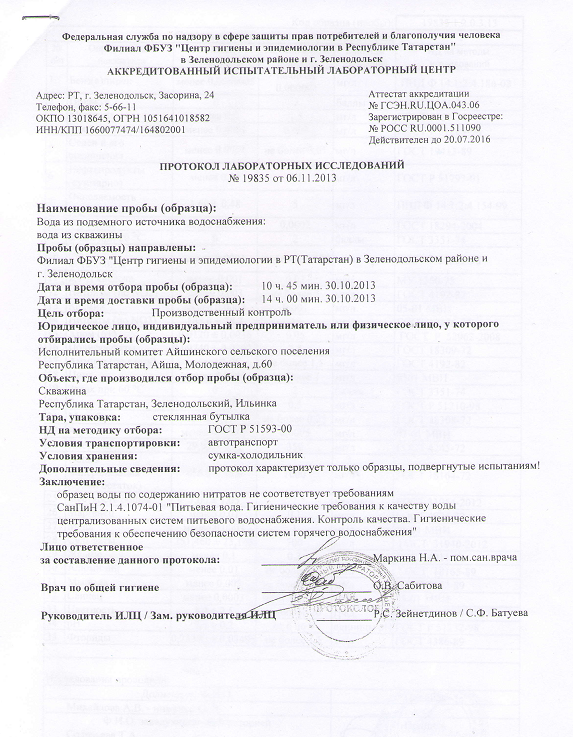 Федеральная служба по надзору в сфере защиты прав потребителей и благополучия человека
Филиал ФБУЗ "Центр гигиены и эпидемиологии в Республике Татарстан"
в Зеленодольском районе и г. Зеленодольск
АККРЕДИТОВАННЫЙ ИСПЫТАТЕЛЬНЫЙ ЛАБОРАТОРНЫЙ ЦЕНТР
Адрес: РТ, г. Зеленодольск, Засорина, 24
Телефон, факс: 5-66-11
ОКПО 13018645, ОГРН 1051641018582
ИНН/КПП 1660077474/164802001
Аттестат аккредитации
№ ГСЭН.RU.ЦОА.043.06
Зарегистрирован в Госреестре:
№ РОСС RU.0001.511090
Действителен до 20.07.2016
ПРОТОКОЛ ЛАБОРАТОРНЫХ ИССЛЕДОВАНИЙ
№ 19835 от 06.11.2013
Наименование пробы (образца):
Вода из подземного источника водоснабжения:
вода из скважины
Пробы (образцы) направлены:
Филиал ФБУЗ "Центр гигиены и эпидемиологии в РТ(Татарстан) в Зеленодольском районе и
г. Зеленодольск
Дата и время отбора пробы (образца): 10 ч. 45 мин. 30.10.2013
Дата и время доставки пробы (образца): 14 ч. 00 мин. 30.10.2013
Цель отбора: Производственный контроль
Юридическое лицо, индивидуальный предприниматель или физическое лицо, у которого
отбирались пробы (образцы):
Исполнительный комитет Айшинского сельского поселения
Республика Татарстан, Айша, Молодежная, д.60
Объект, где производился отбор пробы (образца):
Скважина
Республика Татарстан, Зеленодольский, Ильинка
Тара, упаковка: стеклянная бутылка
НД на методику отбора: ГОСТ Р 51593-00
Условия транспортировки: автотранспорт
Условия хранения: сумка-холодильник
Дополнительные сведения: протокол характеризует только образцы, подвергнутые испытаниям!
Заключение:
образец воды по содержанию нитратов не соответствует требованиям
СанПиН 2.1.4.1074-01 "Питьевая вода. Гигиенические требования к качеству воды
централизованных систем питьевого водоснабжения. Контроль качества. Гигиенические
требования к обеспечению безопасности систем горячего водоснабжения"
Лицо ответственное
за составление данного протокола: Маркина Н.А. - пом.сан.врача
Врач по общей гигиене О.В. Сабитова
Руководитель ИЛЦ / Зам. руководителя ИЛЦ Р.С. Зейнетдинов / С.Ф. Батуева
ПРОТОКОЛОВ